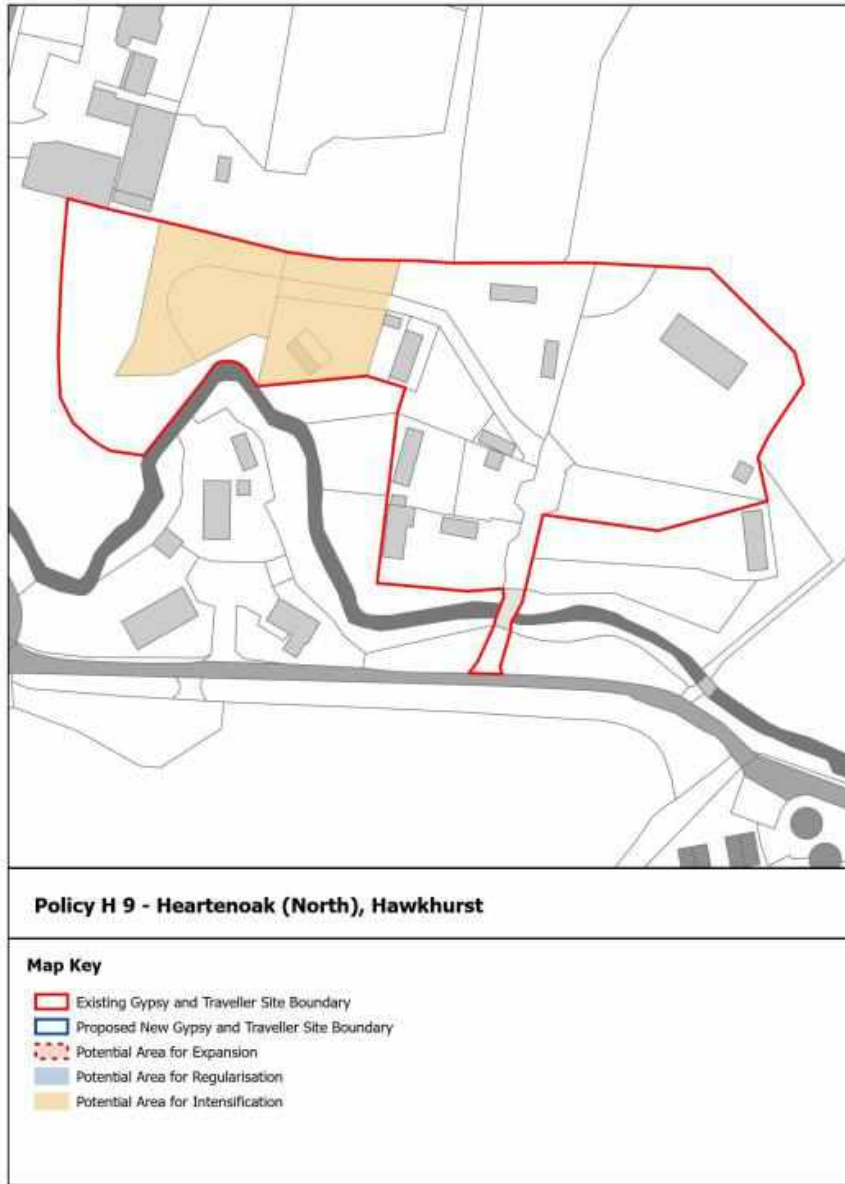 Policy H 9 - Heartenoak (North), Hawkhurst
Map Key
Existing Gypsy and Traveller Site Boundary
Proposed New Gypsy and Traveller Site Boundary
Potential Area for Expansion
Potential Area for Regularisation
Potential Area for Intensification